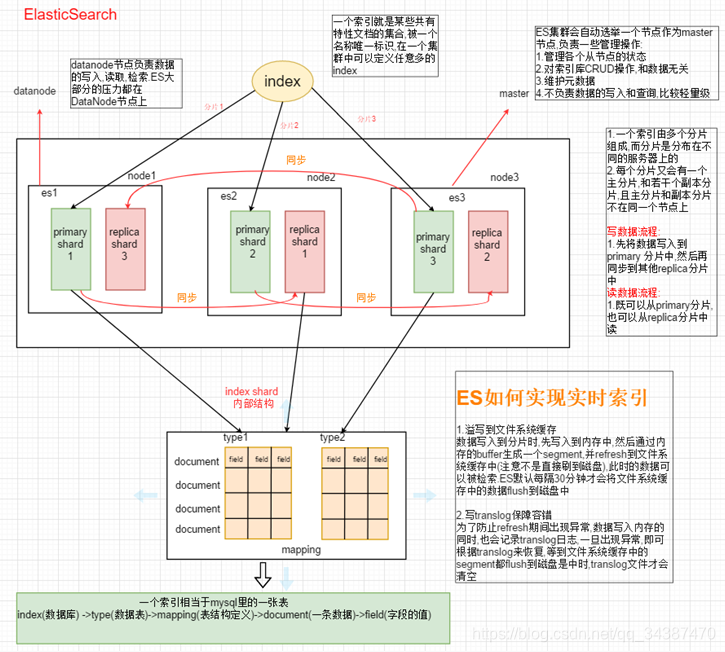 ElasticSearch
一个索引就是某些共有
特性文档的集合,被一个
名称唯一标识,在一个集
群中可以定义任意多的
index
ES集群会自动选举一个节点作为master
节点,负责一些管理操作:
1.管理各个从节点的状态
2.对索引库CRUD操作,和数据无关
3.维护元数据
4.不负责数据的写入和查询,比较轻量级
datanode节点负责数据
的写入,读取,检索 ES大
部分的压力都在
DataNode节点上
datanode
index
master
分片1
分片2
分片3
1.一个索引由多个分片
组成,而分片是分布在不
同的服务器上的
2.每个分片又会有一个
主分片,和若干个副本分
片,且主分片和副本分片
不在同一个节点上
写数据流程:
1.先将数据写入到
primary 分片中,然后再
同步到其他replica分片
中
读数据流程:
1.既可以从primary分片,
也可以从replica分片中
读
同步
node1
node2
node3
es1
es2
es3
primary
shard
1
replica
shard
3
primary
shard
2
replica
shard
1
primary
shard
3
replica
shard
2
同步
同步
index shard
内部结构
type1
type2
document
field
field
field
field
field
field
document
document
document
mapping
ES如何实现实时索引
1.溢写到文件系统缓存
数据写入到分片时,先写入到内存中,然后通过内
存的buffer生成一个segment,并refresh到文件系
统缓存中(注意不是直接刷到磁盘),此时的数据可
以被检索 ES默认每隔30分钟才会将文件系统缓
存中的数据flush到磁盘中
2.写translog保障容错
为了防止refresh期间出现异常,数据写入内存的
同时,也会记录translog日志,一旦出现异常,即可
根据translog来恢复,等到文件系统缓存中的
segment都flush到磁盘是中时,translog文件才会
清空
一个索引相当于mysql里的一张表
index(数据库) ->type(数据表)->mapping(表结构定义)->document(一条数据)->field(字段的值)
https://blog.csdn.net/qq_34387470